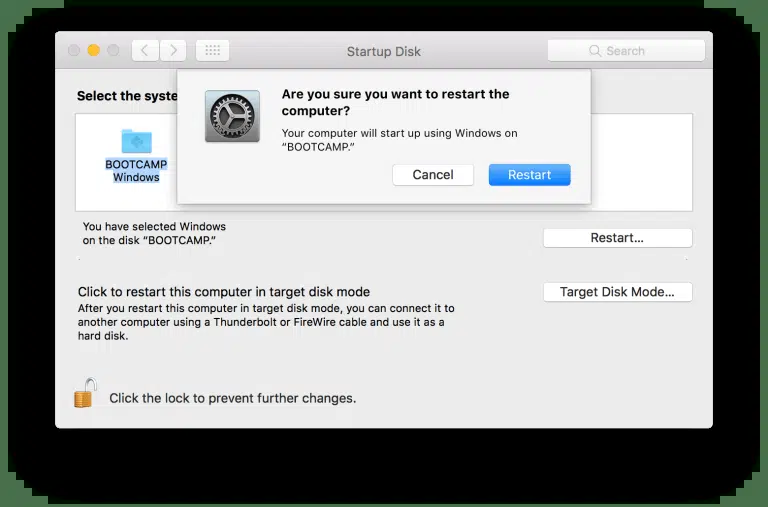 Startup Disk
Search
Select the syste
Are you sure you want to restart the
computer?
Your computer will start up using Windows on
“BOOTCAMP.”
Cancel
Restart
BOOTCAMP
Windows
You have selected Windows
on the disk “BOOTCAMP.”
Restart...
Click to restart this computer in target disk mode
After you restart this computer in target disk mode, you can connect it to
another computer using a Thunderbolt or FireWire cable and use it as a
hard disk.
Target Disk Mode...
Click the lock to prevent further changes.